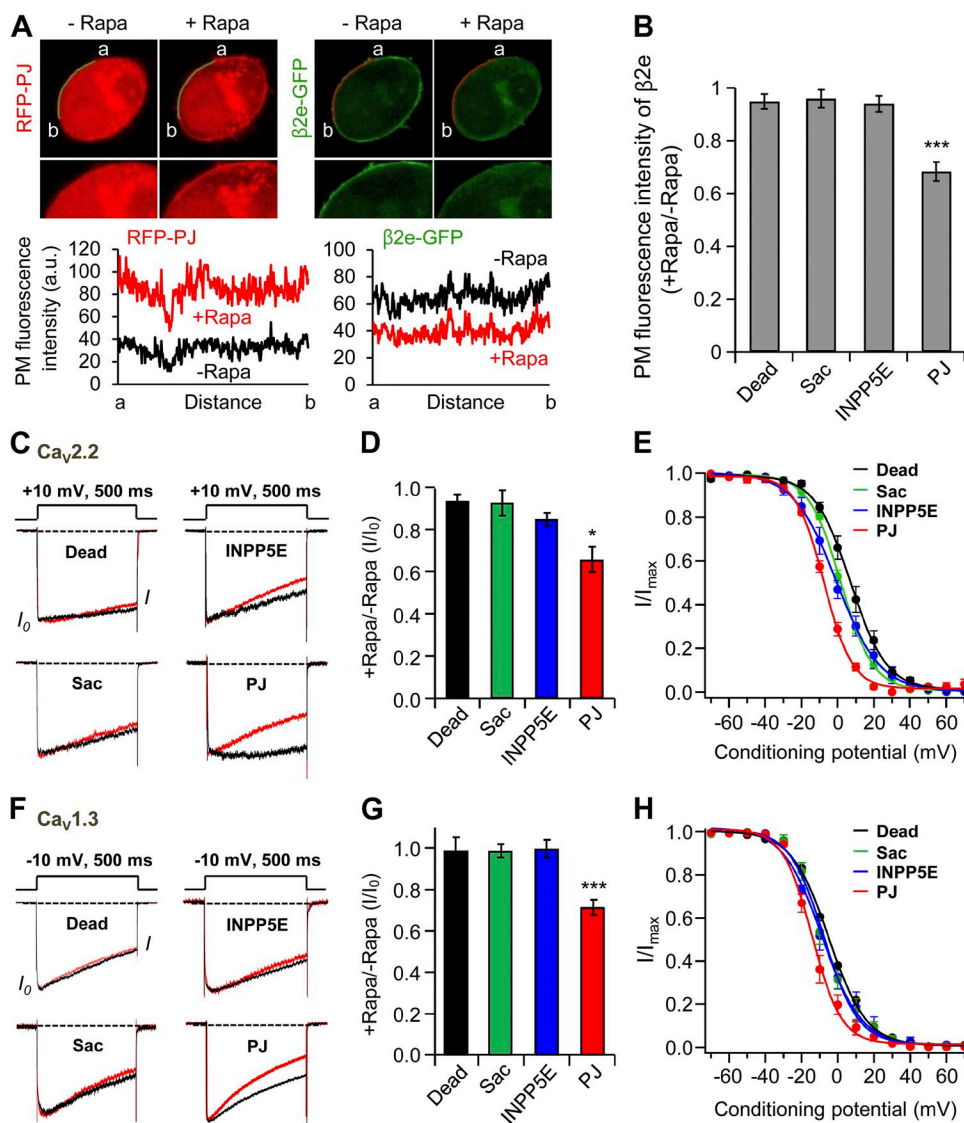 A
- Rapa + Rapa - Rapa + Rapa
RFP-PJ
a
b
a
b
β2e-GFP
a
b
a
b
RFP-PJ
PM fluorescence
intensity (a.u.)
120
100
80
60
40
20
0
+Rapa
-Rapa
a Distance b
β2e-GFP
100
80
60
40
20
0
-Rapa
+Rapa
a Distance b
B
PM fluorescence intensity of β2e
(+Rapa/-Rapa)
1
0.8
0.6
0.4
0.2
1
0
***
Dead
Sac
INPP5E
PJ
C CaV2.2
+10 mV, 500 ms +10 mV, 500 ms
Dead
I0
I
INPP5E
Sac
PJ
D
+Rapa/-Rapa (I/I0)
1.0
0.8
0.6
0.4
0.2
0.0
*
Dead
Sac
INPP5E
PJ
E
I/Imax
1.0
0.8
0.6
0.4
0.2
0.0
Dead
Sac
INPP5E
PJ
-60 -40 -20 0 20 40 60
Conditioning potential (mV)
F CaV1.3
-10 mV, 500 ms -10 mV, 500 ms
Dead
I0
I
INPP5E
Sac
PJ
G
+Rapa/-Rapa (I/I0)
1.0
0.8
0.6
0.4
0.2
0.0
***
Dead
Sac
INPP5E
PJ
H
I/Imax
1.0
0.8
0.6
0.4
0.2
0.0
Dead
Sac
INPP5E
PJ
-60 -40 -20 0 20 40 60
Conditioning potential (mV)